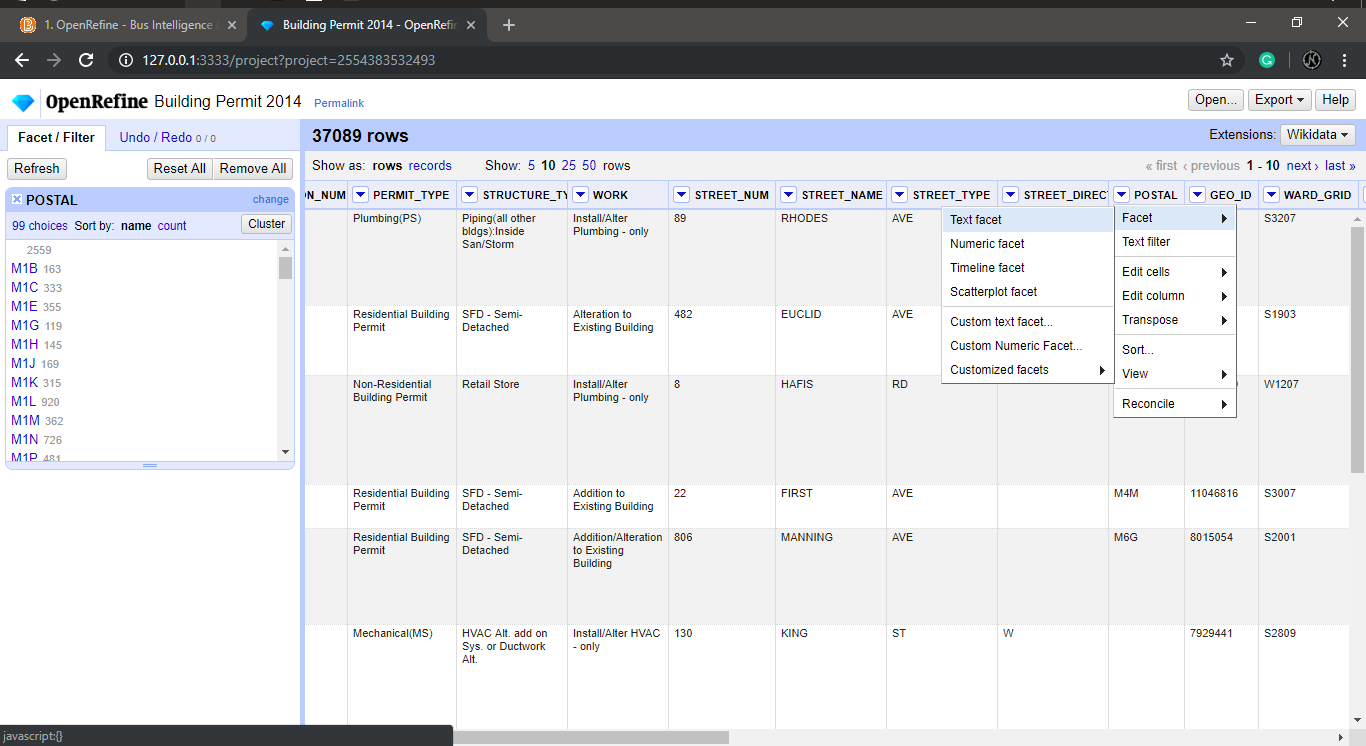 1. OpenRefine - Bus Intelligence
Building Permit 2014 - OpenRefin
127.0.0.1:3333/project?project=2554383532493
OpenRefine Building Permit 2014 Permalink
Open... Export Help
Facet / Filter Undo / Redo 0 / 0
37089 rows
Extensions: Wikidata
Refresh Reset All Remove All
Show as: rows records Show: 5 10 25 50 rows
« first ‹ previous 1 - 10 next › last »
POSTAL change
99 choices Sort by: name count Cluster
2559
M1B 163
M1C 333
M1E 355
M1G 119
M1H 145
M1J 169
M1K 315
M1L 920
M1M 362
M1N 726
M1P 481
ON_NUM PERMIT_TYPE STRUCTURE_TY WORK STREET_NUM STREET_NAME STREET_TYPE STREET_DIREC POSTAL GEO_ID WARD_GRID
Plumbing(PS) Piping(all other Install/Alter 89 RHODES AVE S3207
bldgs):Inside Plumbing - only
San/Storm
Residential Building SFD - Semi- Alteration to 482 EUCLID AVE S1903
Permit Detached Existing Building
Non-Residential Retail Store Install/Alter 8 HAFIS RD W1207
Building Permit Plumbing - only
Residential Building SFD - Semi- Addition to 22 FIRST AVE M4M 11046816 S3007
Permit Detached Existing Building
Residential Building SFD - Semi- Addition/Alteration 806 MANNING AVE M6G 8015054 S2001
Permit Detached to Existing
Building
Mechanical(MS) HVAC Alt. add on Install/Alter HVAC 130 KING ST W 7929441 S2809
Sys. or Ductwork - only
Alt.
Text facet
Numeric facet
Timeline facet
Scatterplot facet
Custom text facet...
Custom Numeric Facet...
Customized facets
Facet
Text filter
Edit cells
Edit column
Transpose
Sort...
View
Reconcile
javascript:{}